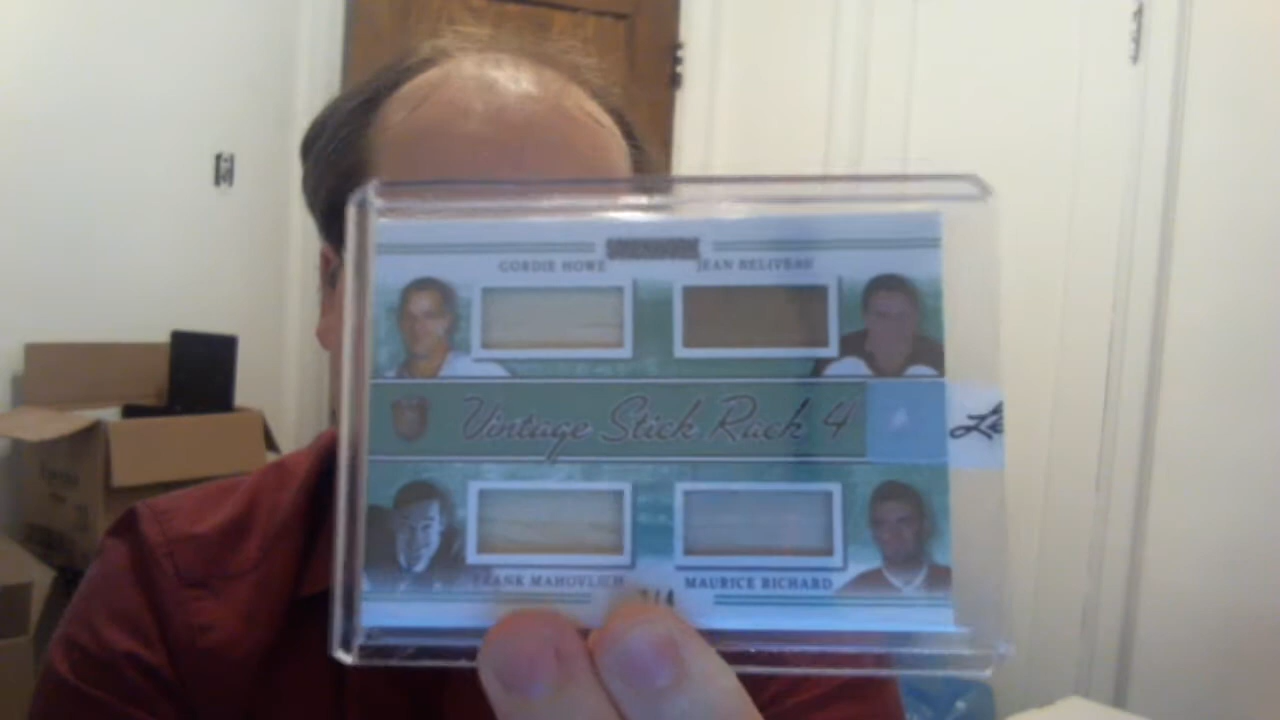 GORDIE HOWE
JEAN BELIVEAU
Vintage Stick Rack 4
FRANK MAHOVLICH
MAURICE RICHARD